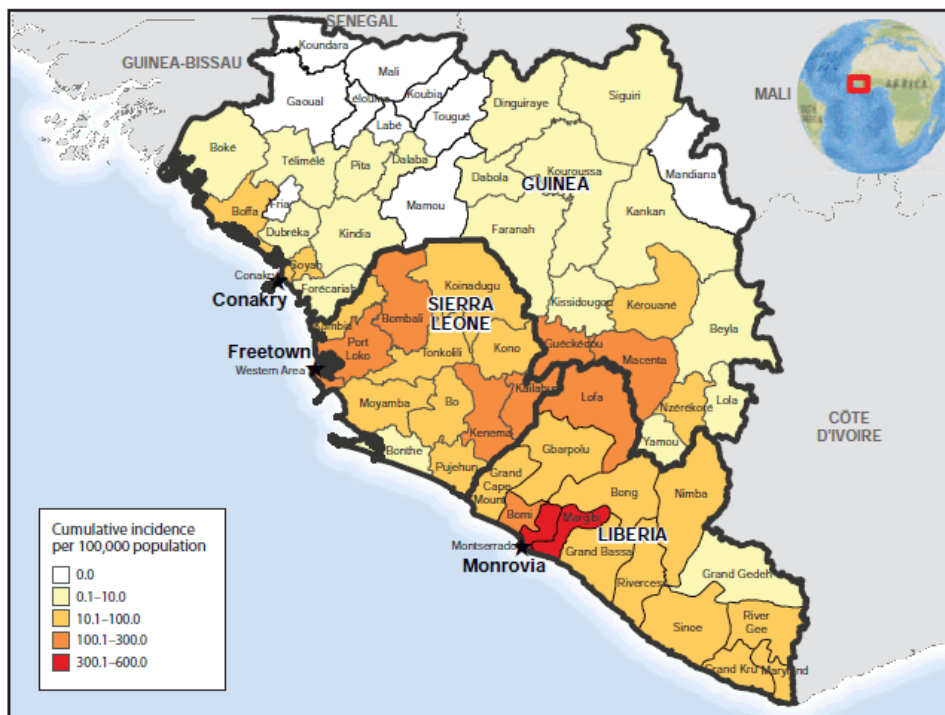 SENEGAL
GUINEA-BISSAU
MALI
AFRICA
Koundara
Mali
Koubia
Gaoual
Labé
Tougué
Dinguiraye
Siguiri
Boké
Télimélé
Pita
Dalaba
Dabola
Kouroussa
Mandiana
GUINEA
Fria
Boffa
Mamou
Kankan
Dubréka
Kindia
Faranah
Conakry
Conakry
Forécariah
Koinadugu
Kissidougou
Kérouané
SIERRA
LEONE
Bombali
Beyla
Port
Loko
Guéckédou
Freetown
Western Area
Tonkolili
Kono
Macenta
Kailahun
Lofa
Moyamba
Bo
Nzérékoré
Lola
Kenema
Yamou
CÔTE
D'IVOIRE
Bonthe
Pujehun
Gbarpolu
Grand
Cape
Mount
Bong
Nimba
Bomi
Margibi
LIBERIA
Montserrado
Monrovia
Grand Bassa
Grand Gedeh
Rivercess
Sinoe
River
Gee
Grand Kru
Maryland
Cumulative incidence
per 100,000 population
0.0
0.1–10.0
10.1–100.0
100.1–300.0
300.1–600.0